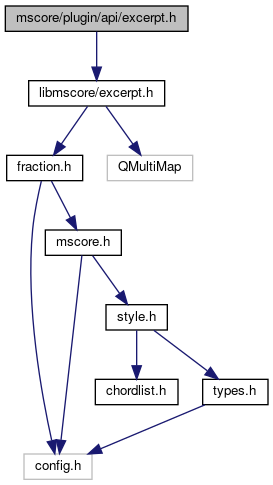 mscore/plugin/api/excerpt.h
libmscore/excerpt.h
fraction.h
QMultiMap
mscore.h
style.h
chordlist.h
types.h
config.h